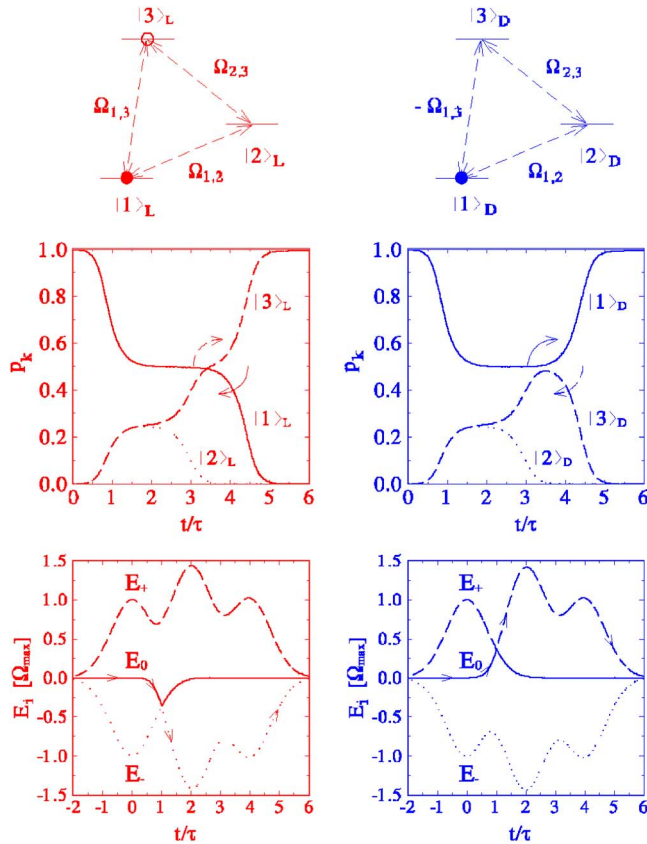 |3⟩L |3⟩D
Ω2,3 Ω2,3
Ω1,3 - Ω1,3
|2⟩L |2⟩D
Ω1,2 Ω1,2
|1⟩L |1⟩D
1.0 1.0
0.8 |3⟩L 0.8 |1⟩D
0.6 0.6
pk pk
0.4 0.4
|1⟩L |3⟩D
0.2 |2⟩L 0.2 |2⟩D
0.0 0.0
0 1 2 3 4 5 6 0 1 2 3 4 5 6
t/τ t/τ
1.5 E+ 1.5 E+
1.0 1.0
0.5 0.5
E0 E0
Ej [Ωmax] 0.0 Ej [Ωmax] 0.0
-0.5 -0.5
-1.0 -1.0
E- E-
-1.5 -1.5
-2 -1 0 1 2 3 4 5 6 -2 -1 0 1 2 3 4 5 6
t/τ t/τ